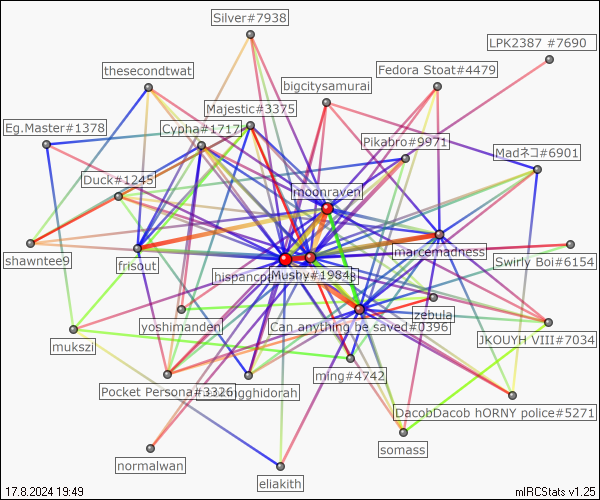 Silver#7938
LPK2387 #7690
thesecondtwat
Fedora Stoat#4479
bigcitysamurai
Majestic#3375
Eg.Master#1378
Cypha#1717
Pikabro#9971
Madネコ#6901
Duck#1245
moonraven
marcemadness
shawntee9
frisout
Mushy#1984
Swirly Boi#6154
yoshimanden
zebula
Can anything be saved#0396
mukszi
JKOUYH VIII#7034
ming#4742
Pocket Persona#3326
DacobDacob hORNY police#5271
somass
normalwan
eliakith
17.8.2024 19:49
mIRCStats v1.25